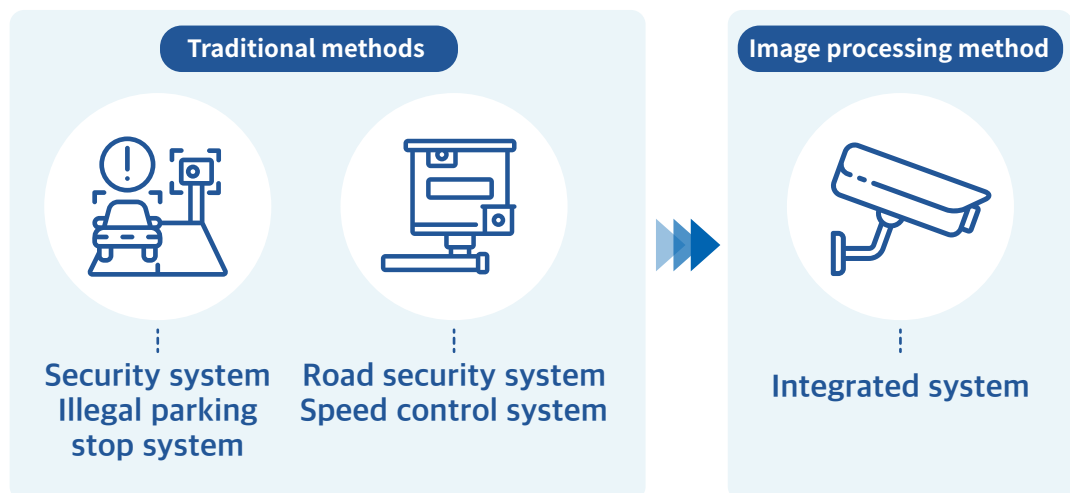 Traditional methods
Image processing method
Security system
Illegal parking
stop system
Road security system
Speed control system
Integrated system